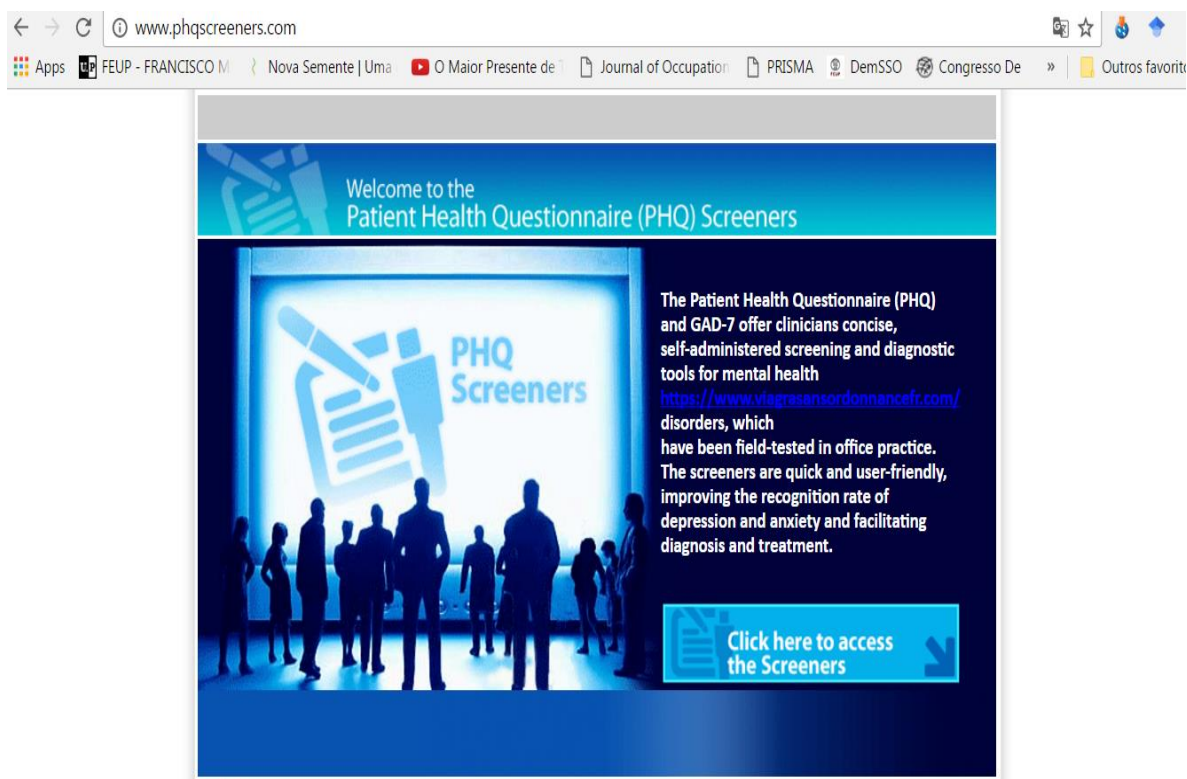 www.phqscreeners.com
Apps FEUP - FRANCISCO M Nova Semente | Uma O Maior Presente de T Journal of Occupation PRISMA DemSSO Congresso De » Outros favorito
Welcome to the
Patient Health Questionnaire (PHQ) Screeners
PHQ
Screeners
The Patient Health Questionnaire (PHQ)
and GAD-7 offer clinicians concise,
self-administered screening and diagnostic
tools for mental health
https://www.viagrasansordonnancefr.com/
disorders, which
have been field-tested in office practice.
The screeners are quick and user-friendly,
improving the recognition rate of
depression and anxiety and facilitating
diagnosis and treatment.
Click here to access
the Screeners